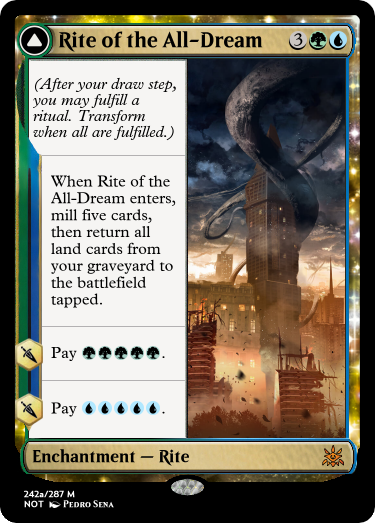 Rite of the All-Dream 3
(After your draw step,
you may fulfill a
ritual. Transform
when all are fulfilled.)
When Rite of the
All-Dream enters,
mill five cards,
then return all
land cards from
your graveyard to
the battlefield
tapped.
Pay .
Pay .
Enchantment — Rite
242a/287 M
NOT Pedro Sena